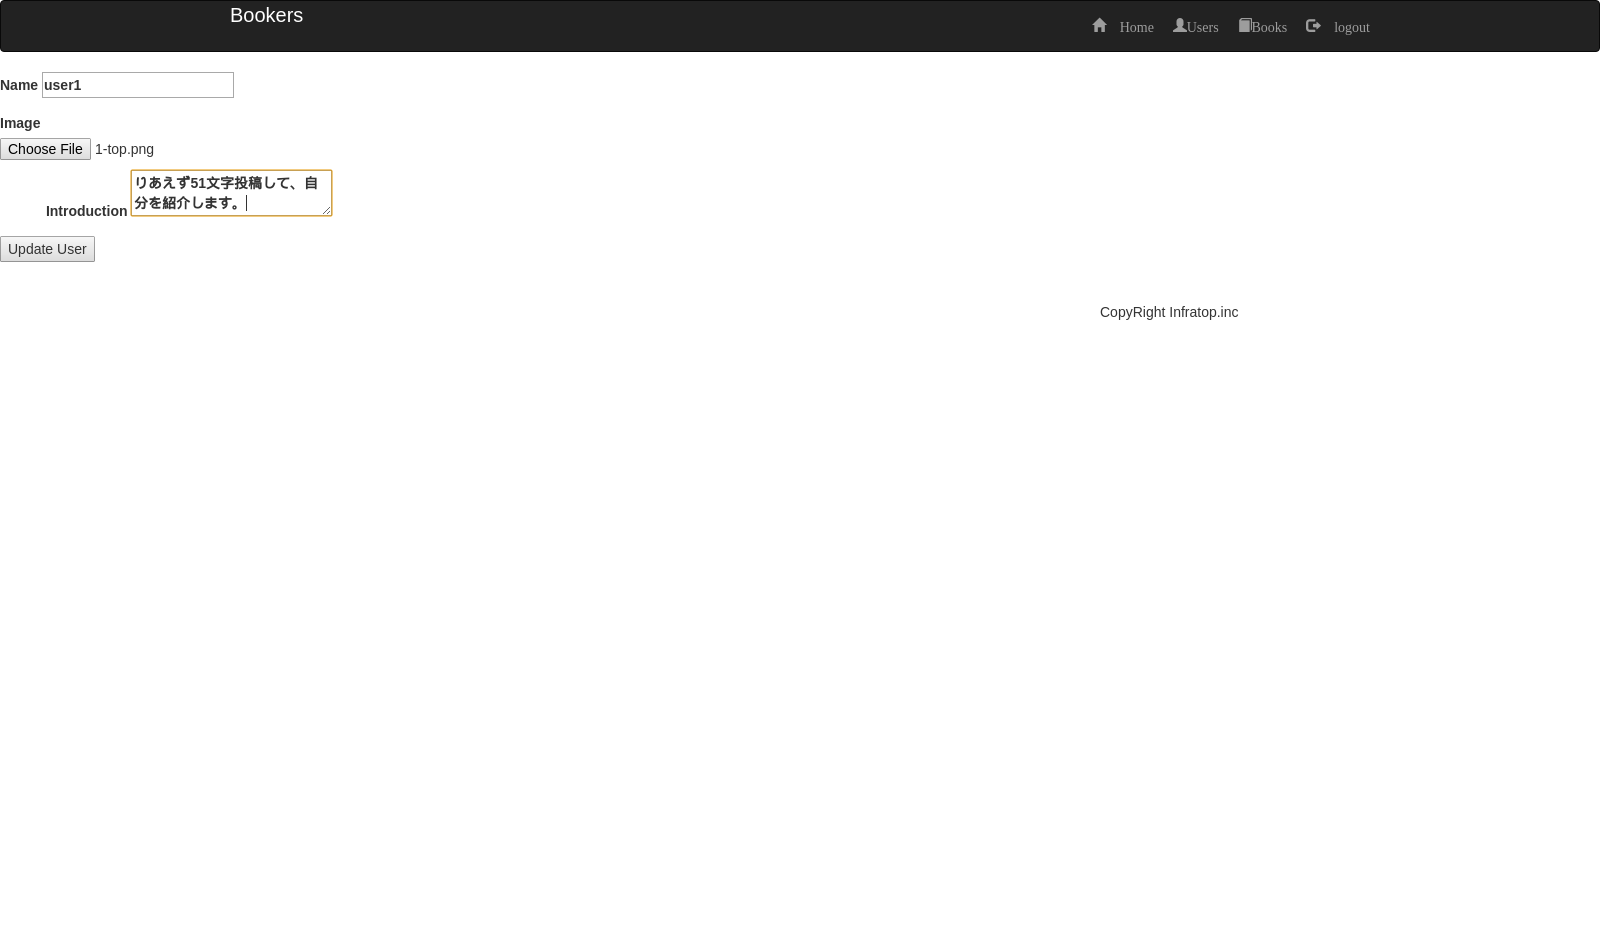 Bookers
Home Users Books logout
Name user1
Image
Choose File 1-top.png
りあえず51文字投稿して、自
分を紹介します。
Introduction
Update User
CopyRight Infratop.inc